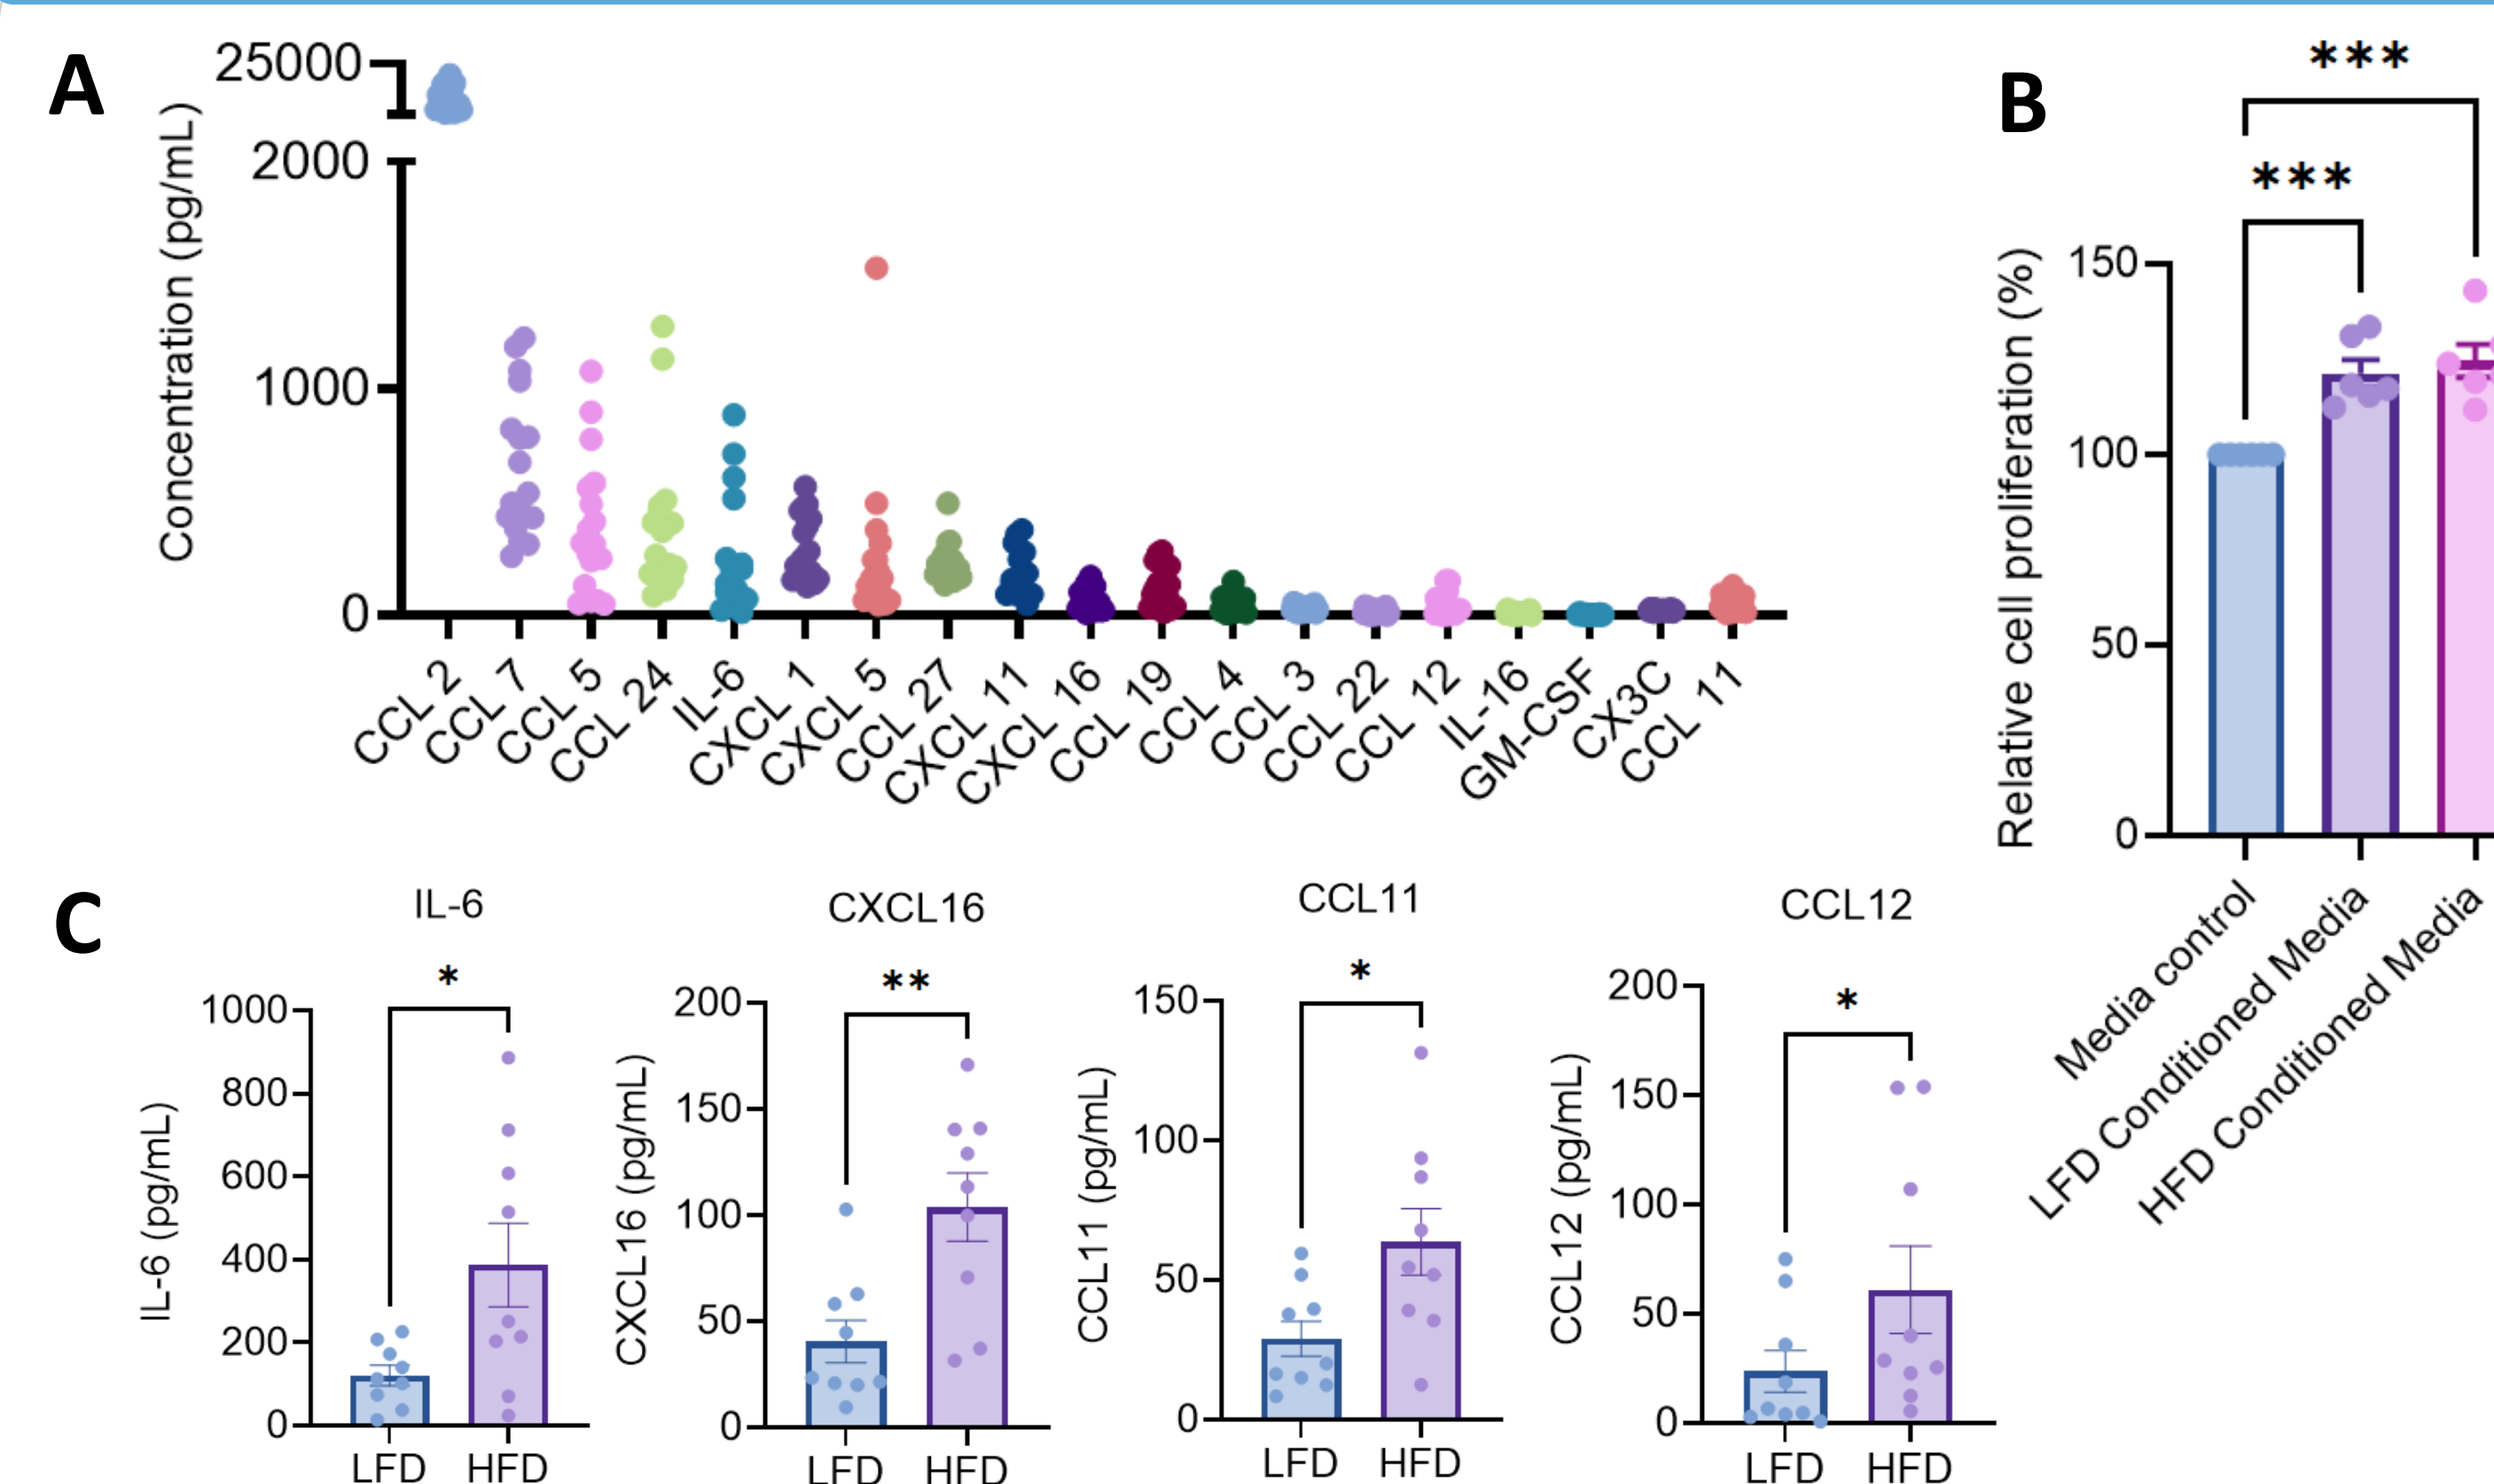 A
25000
2000
1000
0
Concentration (pg/mL)
CCL 2
CCL 7
CCL 5
CCL 24
IL-6
CXCL 1
CXCL 5
CCL 27
CXCL 11
CXCL 16
CCL 19
CCL 4
CCL 3
CCL 22
CCL 12
IL-16
GM-CSF
CX3C
CCL 11
B
***
***
Relative cell proliferation (%)
150
100
50
0
Media control
LFD Conditioned Media
HFD Conditioned Media
C
IL-6
*
IL-6 (pg/mL)
1000
800
600
400
200
0
LFD HFD
CXCL16
**
CXCL16 (pg/mL)
200
150
100
50
0
LFD HFD
CCL11
*
CCL11 (pg/mL)
150
100
50
0
LFD HFD
CCL12
*
CCL12 (pg/mL)
200
150
100
50
0
LFD HFD